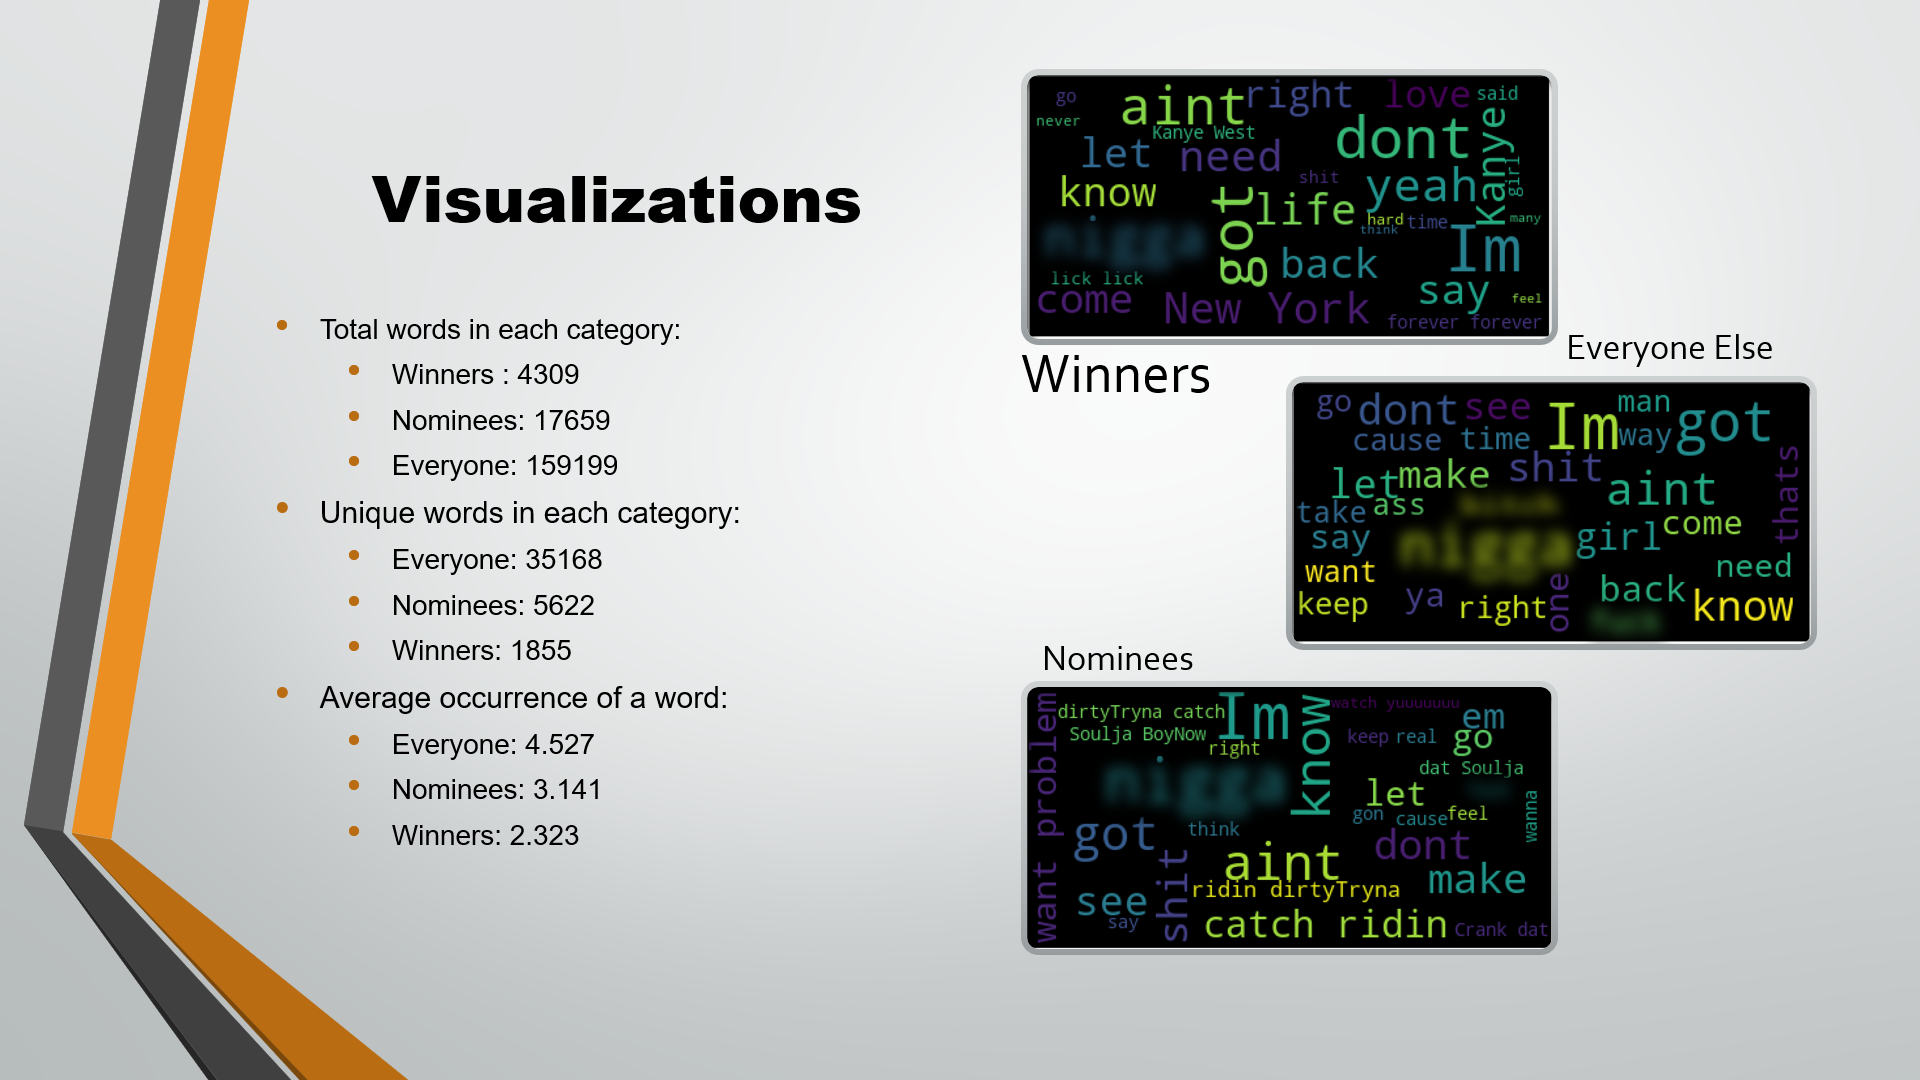 Visualizations
Total words in each category:
Winners : 4309
Nominees: 17659
Everyone: 159199
Unique words in each category:
Everyone: 35168
Nominees: 5622
Winners: 1855
Average occurrence of a word:
Everyone: 4.527
Nominees: 3.141
Winners: 2.323
go
aint
right
love
said
never
Kanye West
dont
Kanye
let
need
shit
yeah
girl
know
got
life
hard
time
many
think
nigga
Im
back
lick lick
say
feel
come
New York
forever forever
Winners
Everyone Else
go
dont
see
Im
man
got
cause
time
way
let
make
shit
aint
thats
take
ass
bitch
say
nigga
girl
come
want
need
keep
ya
right
one
back
know
fuck
Nominees
want problem
dirtyTryna catch
Im
know
watch yuuuuuuu
em
Soulja BoyNow
right
keep
real
go
nigga
dat Soulja
let
wanna
got
think
gon
cause
feel
shit
aint
dont
make
see
ridin dirtyTryna
say
catch ridin
Crank dat